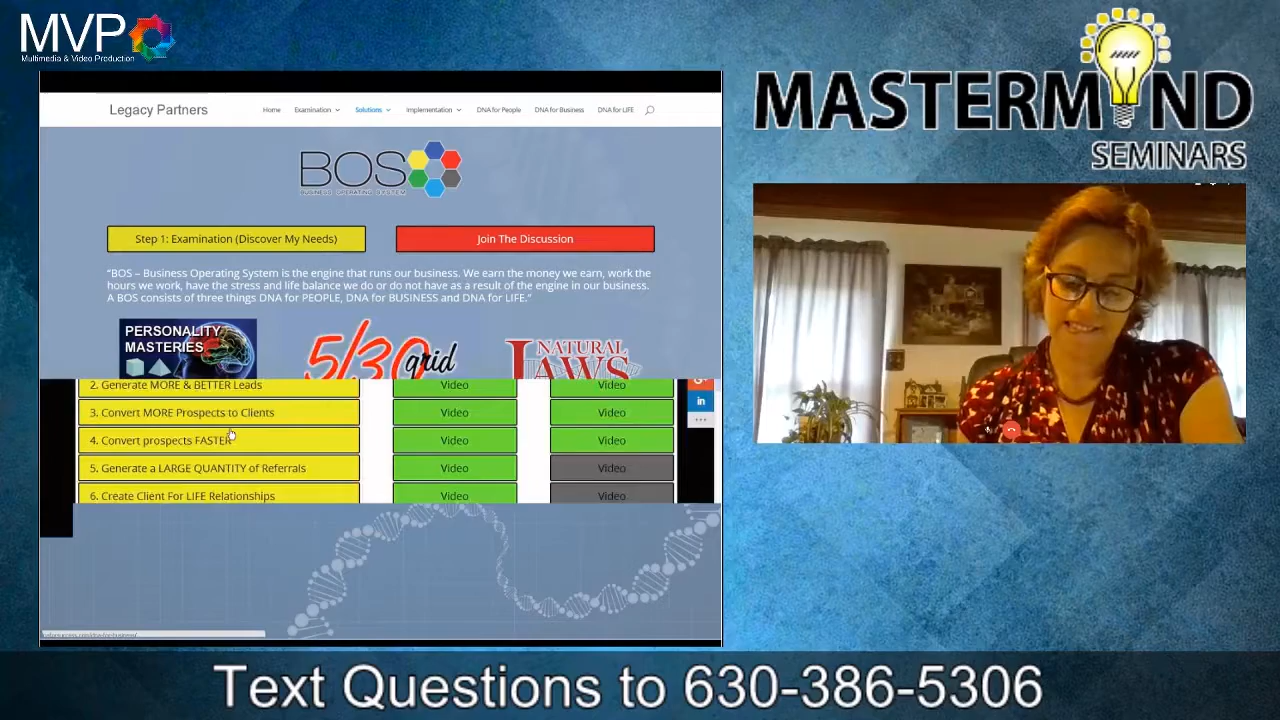 MVP
Multimedia & Video Production
MASTERMIND
SEMINARS
Legacy Partners
Home Examination Solutions Implementation DNA for People DNA for Business DNA for LIFE
BOS
BUSINESS OPERATING SYSTEM
Step 1: Examination (Discover My Needs)
Join The Discussion
“BOS – Business Operating System is the engine that runs our business. We earn the money we earn, work the
hours we work, have the stress and life balance we do or do not have as a result of the engine in our business.
A BOS consists of three things DNA for PEOPLE, DNA for BUSINESS and DNA for LIFE.”
PERSONALITY
MASTERIES
5/30 grid
NATURAL
LAWS
2. Generate MORE & BETTER Leads Video Video
G+
3. Convert MORE Prospects to Clients Video Video
in
4. Convert prospects FASTER Video Video
5. Generate a LARGE QUANTITY of Referrals Video Video
6. Create Client For LIFE Relationships Video Video
Text Questions to 630-386-5306